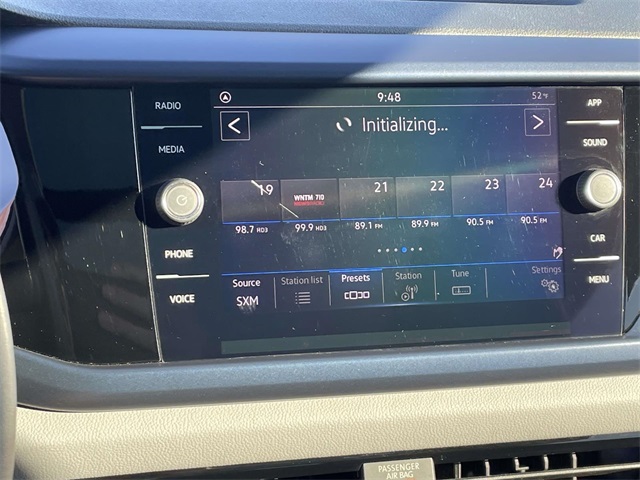 RADIO
MEDIA
PHONE
VOICE
9:48
52°F
Initializing...
19
WNTM 710
21
22
23
24
98.7 HD3
99.9 HD3
89.1 FM
89.9 FM
90.5 FM
90.5 FM
Source
SXM
Station list
Presets
Station
Tune
Settings
APP
SOUND
CAR
MENU
PASSENGER
AIR BAG